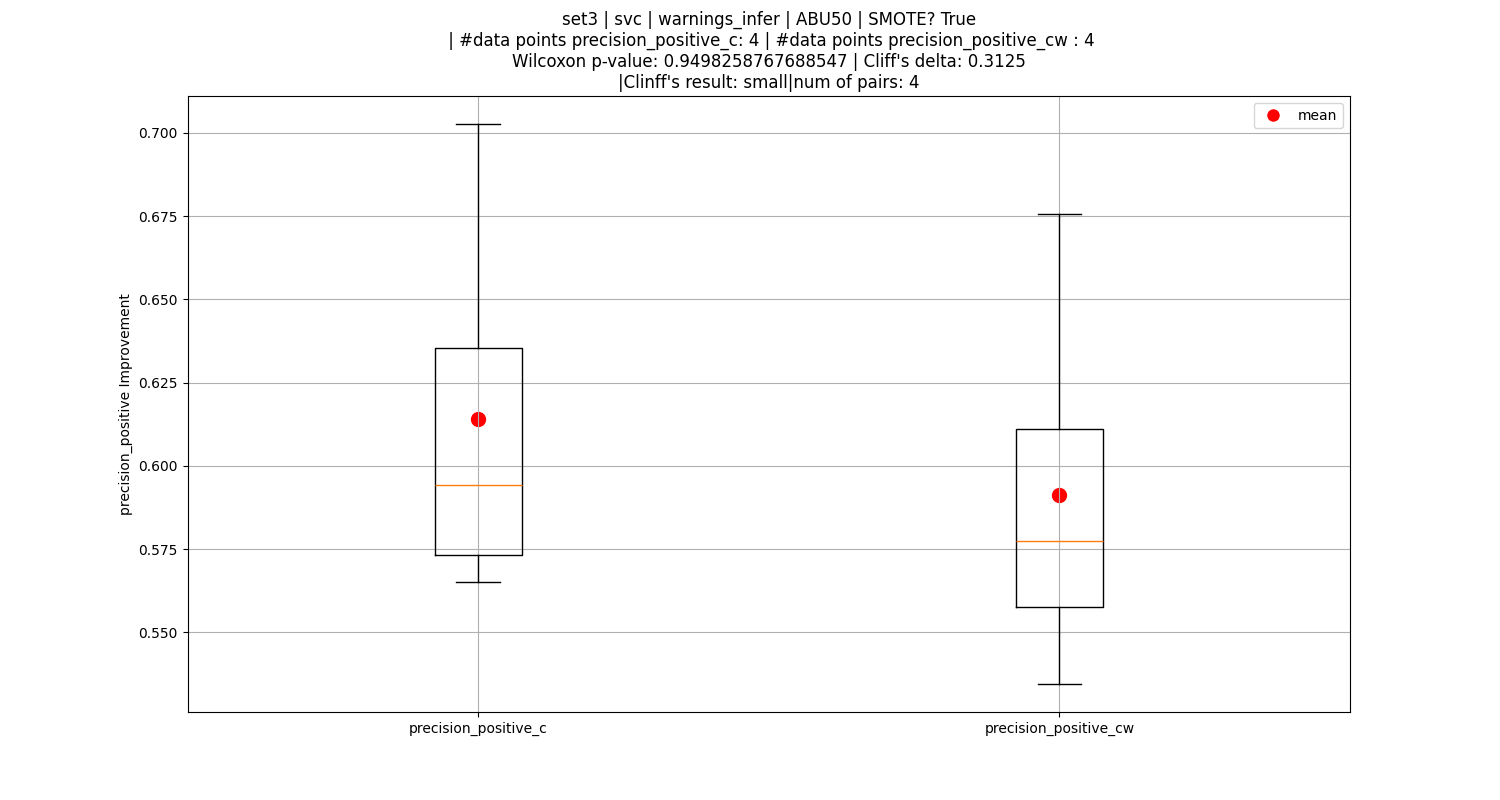 set3 | svc | warnings_infer | ABU50 | SMOTE? True
| #data points precision_positive_c: 4 | #data points precision_positive_cw : 4
Wilcoxon p-value: 0.9498258767688547 | Cliff's delta: 0.3125
|Clinff's result: small|num of pairs: 4
mean
0.700
0.675
0.650
0.625
0.600
0.575
0.550
precision_positive Improvement
precision_positive_c
precision_positive_cw